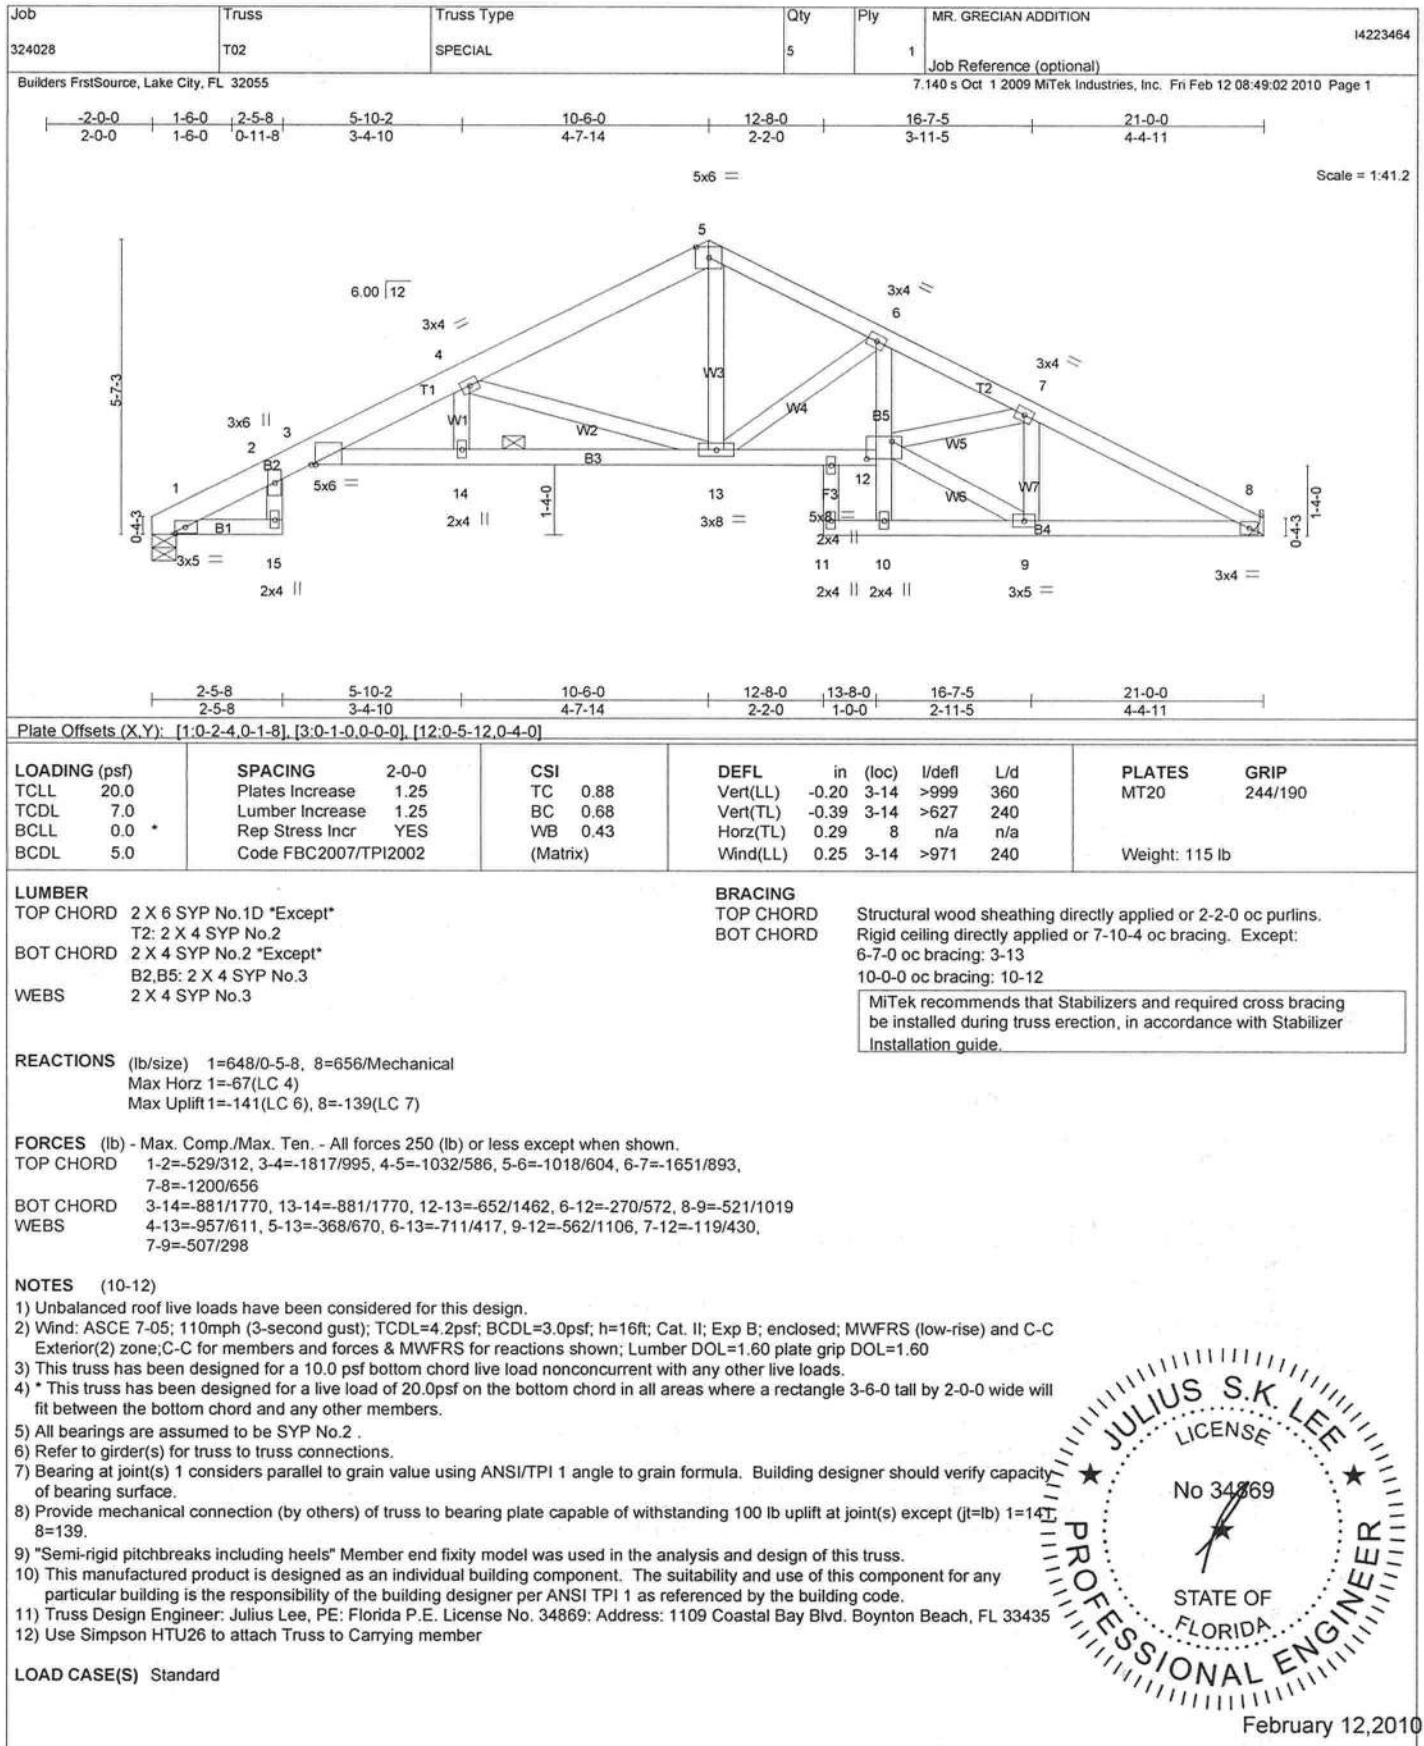 Job Truss Truss Type Qty Ply MR. GRECIAN ADDITION
I4223464
324028 T02 SPECIAL 5 1
Job Reference (optional)
Builders FrstSource, Lake City, FL 32055 7.140 s Oct 1 2009 MiTek Industries, Inc. Fri Feb 12 08:49:02 2010 Page 1
-2-0-0 1-6-0 2-5-8 5-10-2 10-6-0 12-8-0 16-7-5 21-0-0
2-0-0 1-6-0 0-11-8 3-4-10 4-7-14 2-2-0 3-11-5 4-4-11
5x6 =
Scale = 1:41.2
5
6.00 12
3x4 =
6
3x4 =
4
3x4 =
7
T1
T2
5-7-3
W3
3x6 ||
3
2
W1
W2
W4
B5
W5
B2
B3
1
5x6 =
12
8
14
13
F3
W6
W7
0-4-3
B1
2x4 ||
1-4-0
3x8 =
5x8 =
B4
0-4-3
1-4-0
2x4 ||
3x5 =
15
11 10 9
3x4 =
2x4 ||
2x4 || 2x4 || 3x5 =
2-5-8 5-10-2 10-6-0 12-8-0 13-8-0 16-7-5 21-0-0
2-5-8 3-4-10 4-7-14 2-2-0 1-0-0 2-11-5 4-4-11
Plate Offsets (X,Y): [1:0-2-4,0-1-8], [3:0-1-0,0-0-0], [12:0-5-12,0-4-0]
LOADING (psf) SPACING 2-0-0 CSI DEFL in (loc) l/defl L/d PLATES GRIP
TCLL 20.0 Plates Increase 1.25 TC 0.88 Vert(LL) -0.20 3-14 >999 360 MT20 244/190
TCDL 7.0 Lumber Increase 1.25 BC 0.68 Vert(TL) -0.39 3-14 >627 240
BCLL 0.0 * Rep Stress Incr YES WB 0.43 Horz(TL) 0.29 8 n/a n/a
BCDL 5.0 Code FBC2007/TPI2002 (Matrix) Wind(LL) 0.25 3-14 >971 240 Weight: 115 lb
LUMBER
TOP CHORD 2 X 6 SYP No.1D *Except*
T2: 2 X 4 SYP No.2
BOT CHORD 2 X 4 SYP No.2 *Except*
B2,B5: 2 X 4 SYP No.3
WEBS 2 X 4 SYP No.3
BRACING
TOP CHORD Structural wood sheathing directly applied or 2-2-0 oc purlins.
BOT CHORD Rigid ceiling directly applied or 7-10-4 oc bracing. Except:
6-7-0 oc bracing: 3-13
10-0-0 oc bracing: 10-12
MiTek recommends that Stabilizers and required cross bracing
be installed during truss erection, in accordance with Stabilizer
Installation guide.
REACTIONS (lb/size) 1=648/0-5-8, 8=656/Mechanical
Max Horz 1=-67(LC 4)
Max Uplift 1=-141(LC 6), 8=-139(LC 7)
FORCES (lb) - Max. Comp./Max. Ten. - All forces 250 (lb) or less except when shown.
TOP CHORD 1-2=-529/312, 3-4=-1817/995, 4-5=-1032/586, 5-6=-1018/604, 6-7=-1651/893,
7-8=-1200/656
BOT CHORD 3-14=-881/1770, 13-14=-881/1770, 12-13=-652/1462, 6-12=-270/572, 8-9=-521/1019
WEBS 4-13=-957/611, 5-13=-368/670, 6-13=-711/417, 9-12=-562/1106, 7-12=-119/430,
7-9=-507/298
NOTES (10-12)
1) Unbalanced roof live loads have been considered for this design.
2) Wind: ASCE 7-05; 110mph (3-second gust); TCDL=4.2psf; BCDL=3.0psf; h=16ft; Cat. II; Exp B; enclosed; MWFRS (low-rise) and C-C
Exterior(2) zone;C-C for members and forces & MWFRS for reactions shown; Lumber DOL=1.60 plate grip DOL=1.60
3) This truss has been designed for a 10.0 psf bottom chord live load nonconcurrent with any other live loads.
4) * This truss has been designed for a live load of 20.0psf on the bottom chord in all areas where a rectangle 3-6-0 tall by 2-0-0 wide will
fit between the bottom chord and any other members.
5) All bearings are assumed to be SYP No.2 .
6) Refer to girder(s) for truss to truss connections.
7) Bearing at joint(s) 1 considers parallel to grain value using ANSI/TPI 1 angle to grain formula. Building designer should verify capacity
of bearing surface.
8) Provide mechanical connection (by others) of truss to bearing plate capable of withstanding 100 lb uplift at joint(s) except (jt=lb) 1=141,
8=139.
9) "Semi-rigid pitchbreaks including heels" Member end fixity model was used in the analysis and design of this truss.
10) This manufactured product is designed as an individual building component. The suitability and use of this component for any
particular building is the responsibility of the building designer per ANSI TPI 1 as referenced by the building code.
11) Truss Design Engineer: Julius Lee, PE: Florida P.E. License No. 34869: Address: 1109 Coastal Bay Blvd. Boynton Beach, FL 33435
12) Use Simpson HTU26 to attach Truss to Carrying member
LOAD CASE(S) Standard
JULIUS S.K. LEE
LICENSE
No 34869
STATE OF
FLORIDA
PROFESSIONAL ENGINEER
February 12,2010